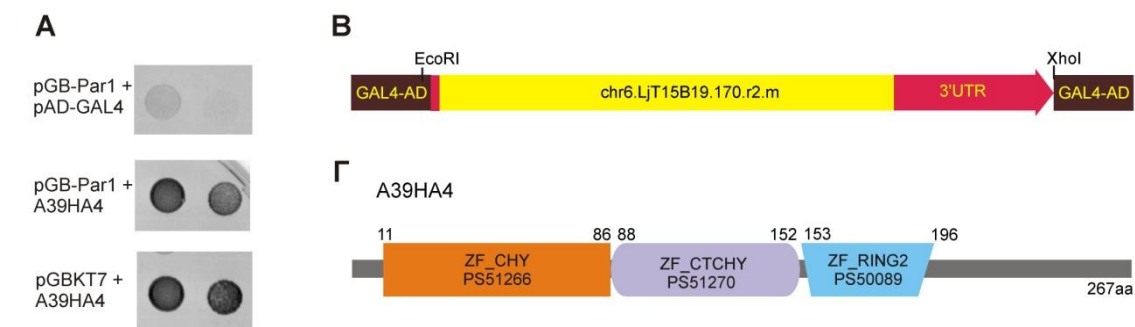 A
pGB-Par1 +
pAD-GAL4
pGB-Par1 +
A39HA4
pGBKT7 +
A39HA4
B
EcoRI
XhoI
GAL4-AD
chr6.LjT15B19.170.r2.m
3'UTR
GAL4-AD
Γ
A39HA4
11
86
88
152
153
196
ZF_CHY
PS51266
ZF_CTCHY
PS51270
ZF_RING2
PS50089
267aa